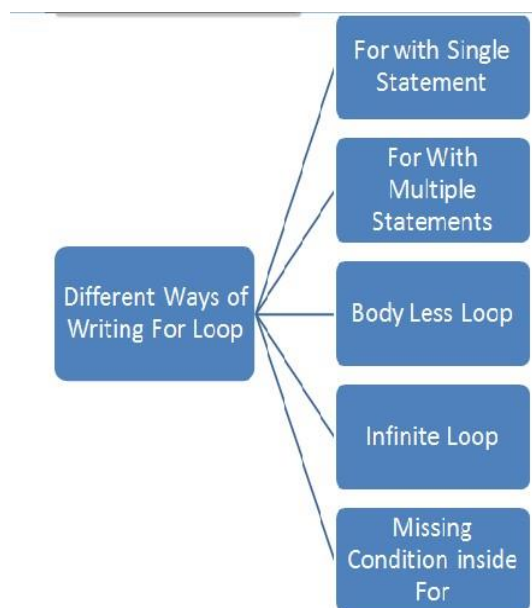 For with Single
Statement
For With
Multiple
Statements
Different Ways of
Writing For Loop
Body Less Loop
Infinite Loop
Missing
Condition inside
For